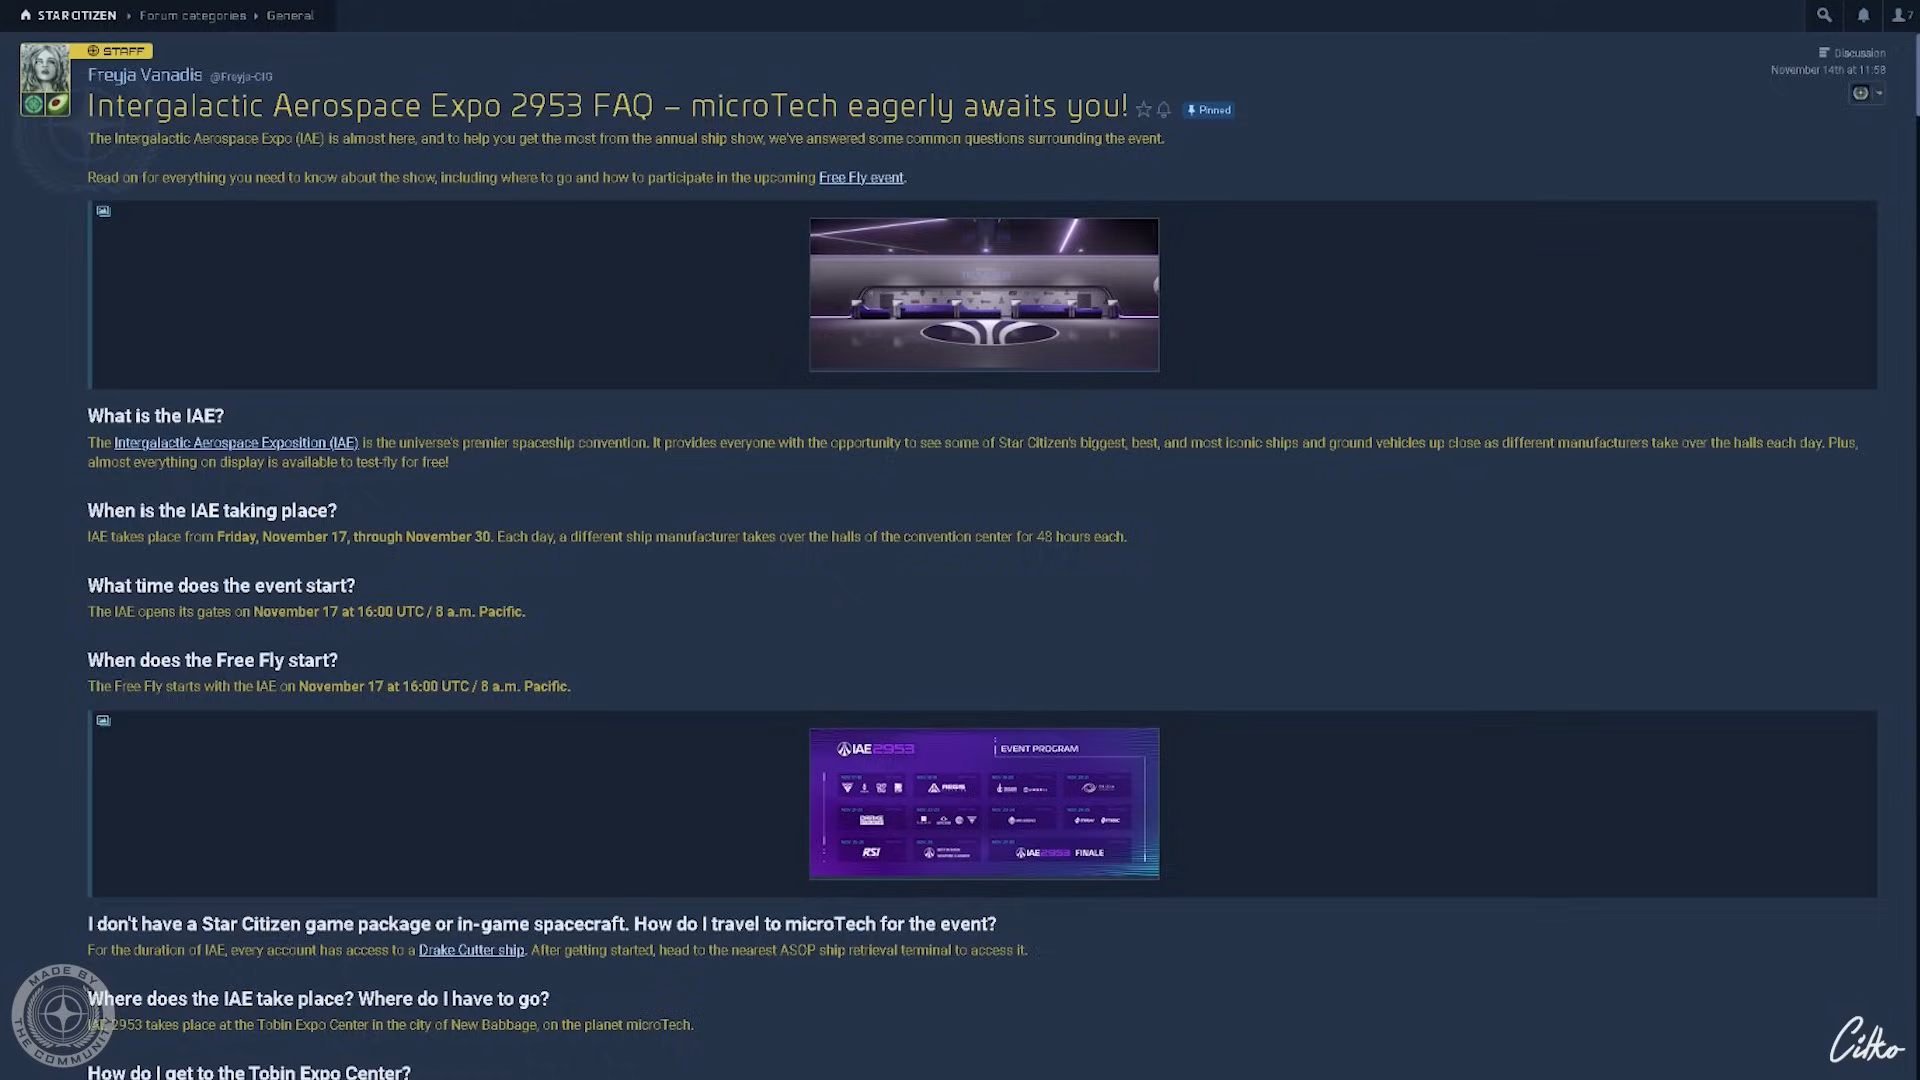 STAR CITIZEN › Forum categories › General
7
STAFF
Discussion
Freyja Vanadis @Freyja-CIG
November 14th at 11:58
Intergalactic Aerospace Expo 2953 FAQ – microTech eagerly awaits you!
Pinned
The Intergalactic Aerospace Expo (IAE) is almost here, and to help you get the most from the annual ship show, we've answered some common questions surrounding the event.
Read on for everything you need to know about the show, including where to go and how to participate in the upcoming Free Fly event.
What is the IAE?
The Intergalactic Aerospace Exposition (IAE) is the universe's premier spaceship convention. It provides everyone with the opportunity to see some of Star Citizen's biggest, best, and most iconic ships and ground vehicles up close as different manufacturers take over the halls each day. Plus,
almost everything on display is available to test-fly for free!
When is the IAE taking place?
IAE takes place from Friday, November 17, through November 30. Each day, a different ship manufacturer takes over the halls of the convention center for 48 hours each.
What time does the event start?
The IAE opens its gates on November 17 at 16:00 UTC / 8 a.m. Pacific.
When does the Free Fly start?
The Free Fly starts with the IAE on November 17 at 16:00 UTC / 8 a.m. Pacific.
IAE 2953
EVENT PROGRAM
AEGIS
DRAKE
RSI
IAE 2953 FINALE
I don't have a Star Citizen game package or in-game spacecraft. How do I travel to microTech for the event?
For the duration of IAE, every account has access to a Drake Cutter ship. After getting started, head to the nearest ASOP ship retrieval terminal to access it.
Where does the IAE take place? Where do I have to go?
IAE 2953 takes place at the Tobin Expo Center in the city of New Babbage, on the planet microTech.
How do I get to the Tobin Expo Center?
MADE BY THE COMMUNITY